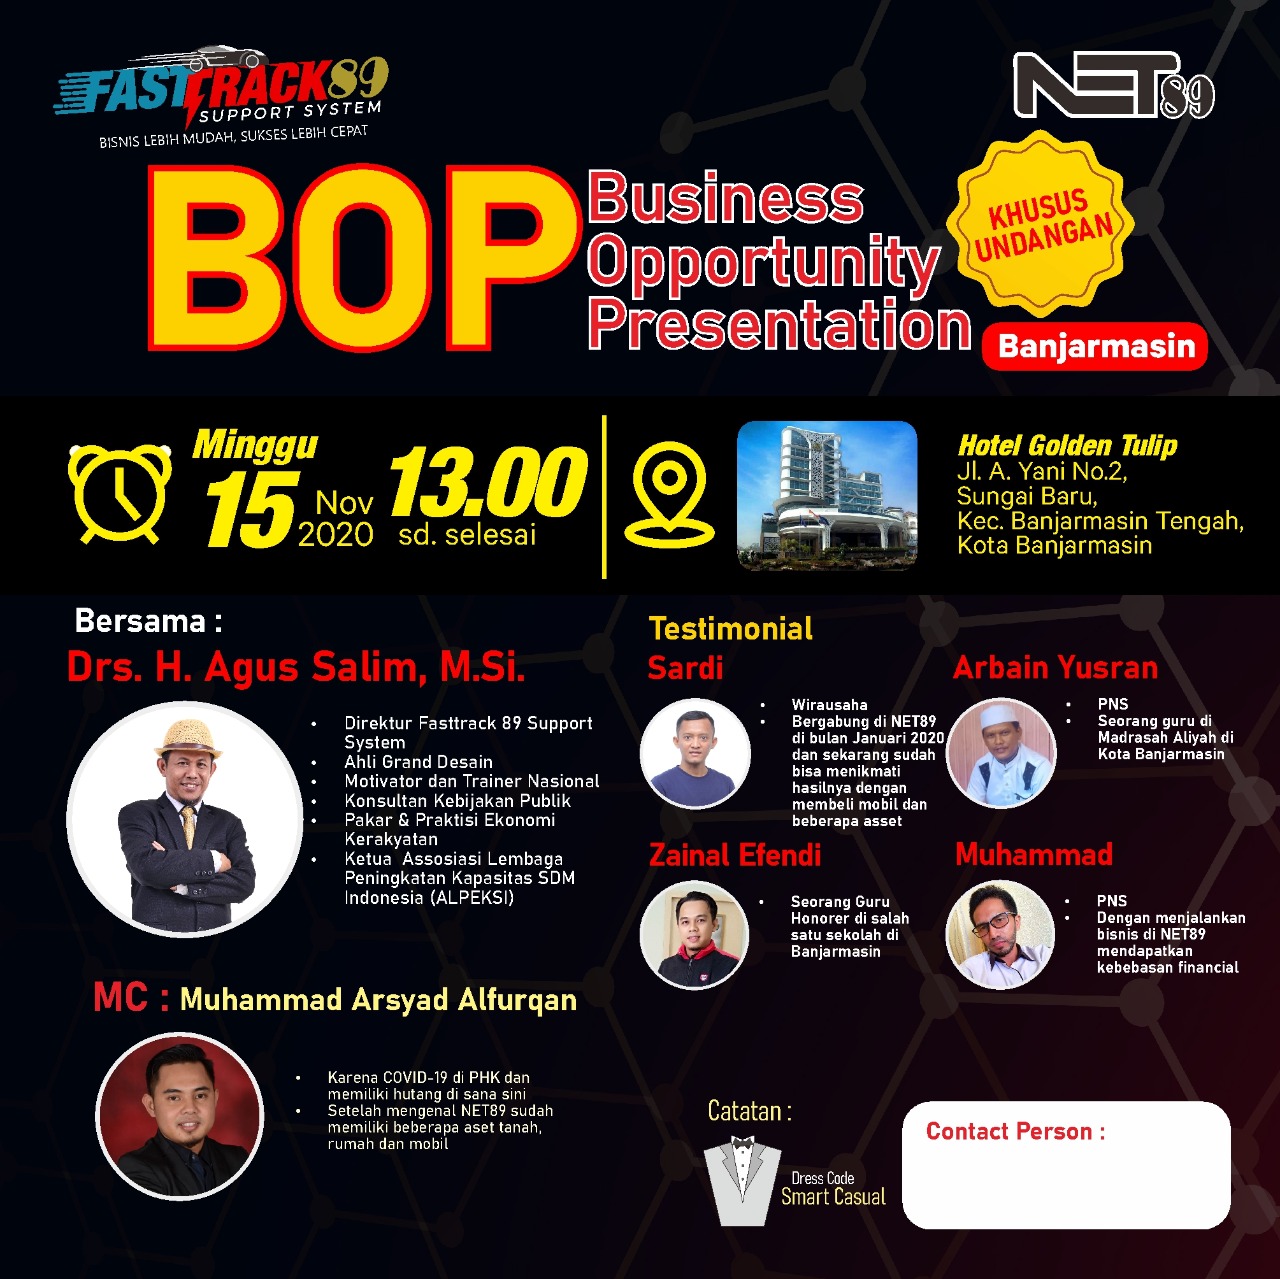 FASTTRACK89
SUPPORT SYSTEM
BISNIS LEBIH MUDAH, SUKSES LEBIH CEPAT
NET89
BOP
Business
Opportunity
Presentation
KHUSUS
UNDANGAN
Banjarmasin
Minggu
15 Nov
2020
13.00
sd. selesai
Hotel Golden Tulip
Jl. A. Yani No.2,
Sungai Baru,
Kec. Banjarmasin Tengah,
Kota Banjarmasin
Bersama :
Drs. H. Agus Salim, M.Si.
• Direktur Fasttrack 89 Support
System
• Ahli Grand Desain
• Motivator dan Trainer Nasional
• Konsultan Kebijakan Publik
• Pakar & Praktisi Ekonomi
Kerakyatan
• Ketua Assosiasi Lembaga
Peningkatan Kapasitas SDM
Indonesia (ALPEKSI)
MC : Muhammad Arsyad Alfurqan
• Karena COVID-19 di PHK dan
memiliki hutang di sana sini
• Setelah mengenal NET89 sudah
memiliki beberapa aset tanah,
rumah dan mobil
Testimonial
Sardi
• Wirausaha
• Bergabung di NET89
di bulan Januari 2020
dan sekarang sudah
bisa menikmati
hasilnya dengan
membeli mobil dan
beberapa asset
Arbain Yusran
• PNS
• Seorang guru di
Madrasah Aliyah di
Kota Banjarmasin
Zainal Efendi
• Seorang Guru
Honorer di salah
satu sekolah di
Banjarmasin
Muhammad
• PNS
• Dengan menjalankan
bisnis di NET89
mendapatkan
kebebasan financial
Catatan :
Dress Code
Smart Casual
Contact Person :